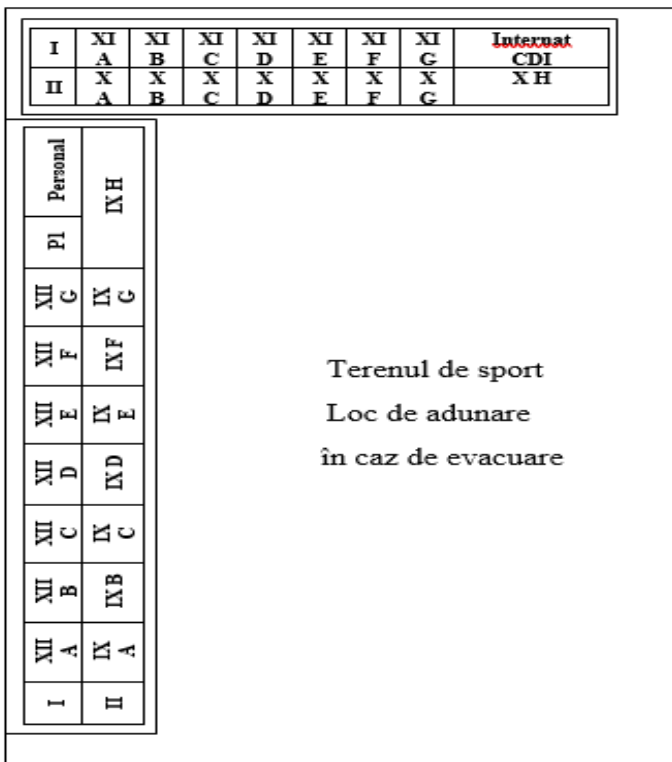 I XI XI XI XI XI XI XI Internat
A B C D E F G CDI
II X X X X X X X X H
A B C D E F G
Personal
Pl
IX H
XII G IX G
XII F IX F
XII E IX E
XII D IX D
XII C IX C
XII B IX B
XII A IX A
I II
Terenul de sport
Loc de adunare
în caz de evacuare